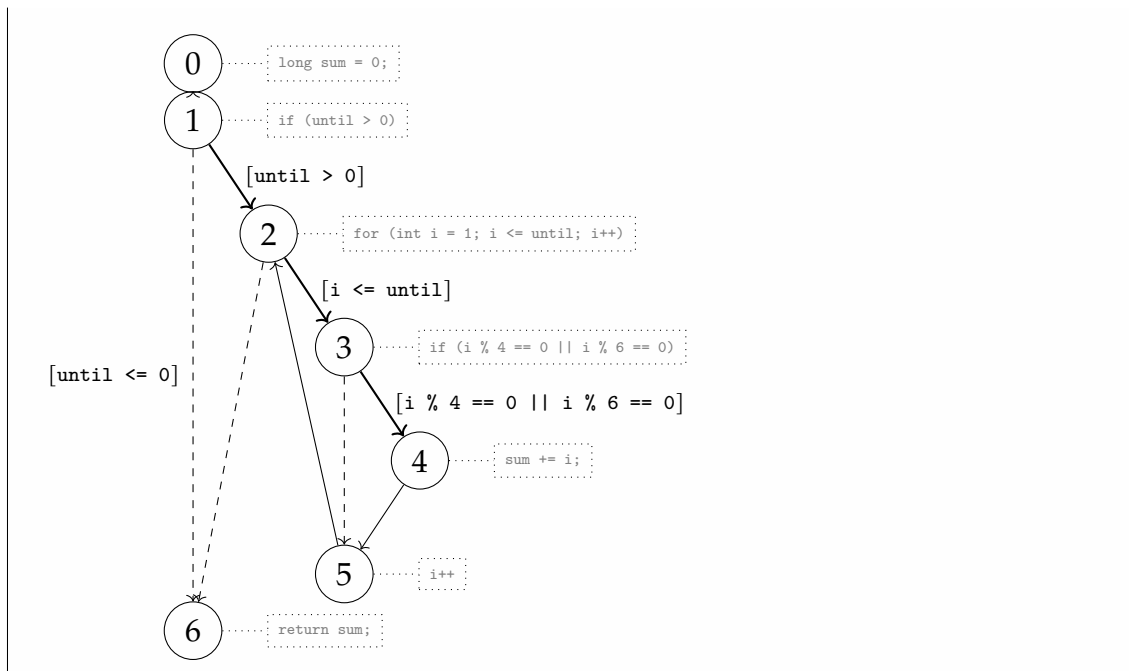 0 long sum = 0;
1 if (until > 0)
[until > 0]
2 for (int i = 1; i <= until; i++)
[i <= until]
3 if (i % 4 == 0 || i % 6 == 0)
[until <= 0]
[i % 4 == 0 || i % 6 == 0]
4 sum += i;
5 i++
6 return sum;